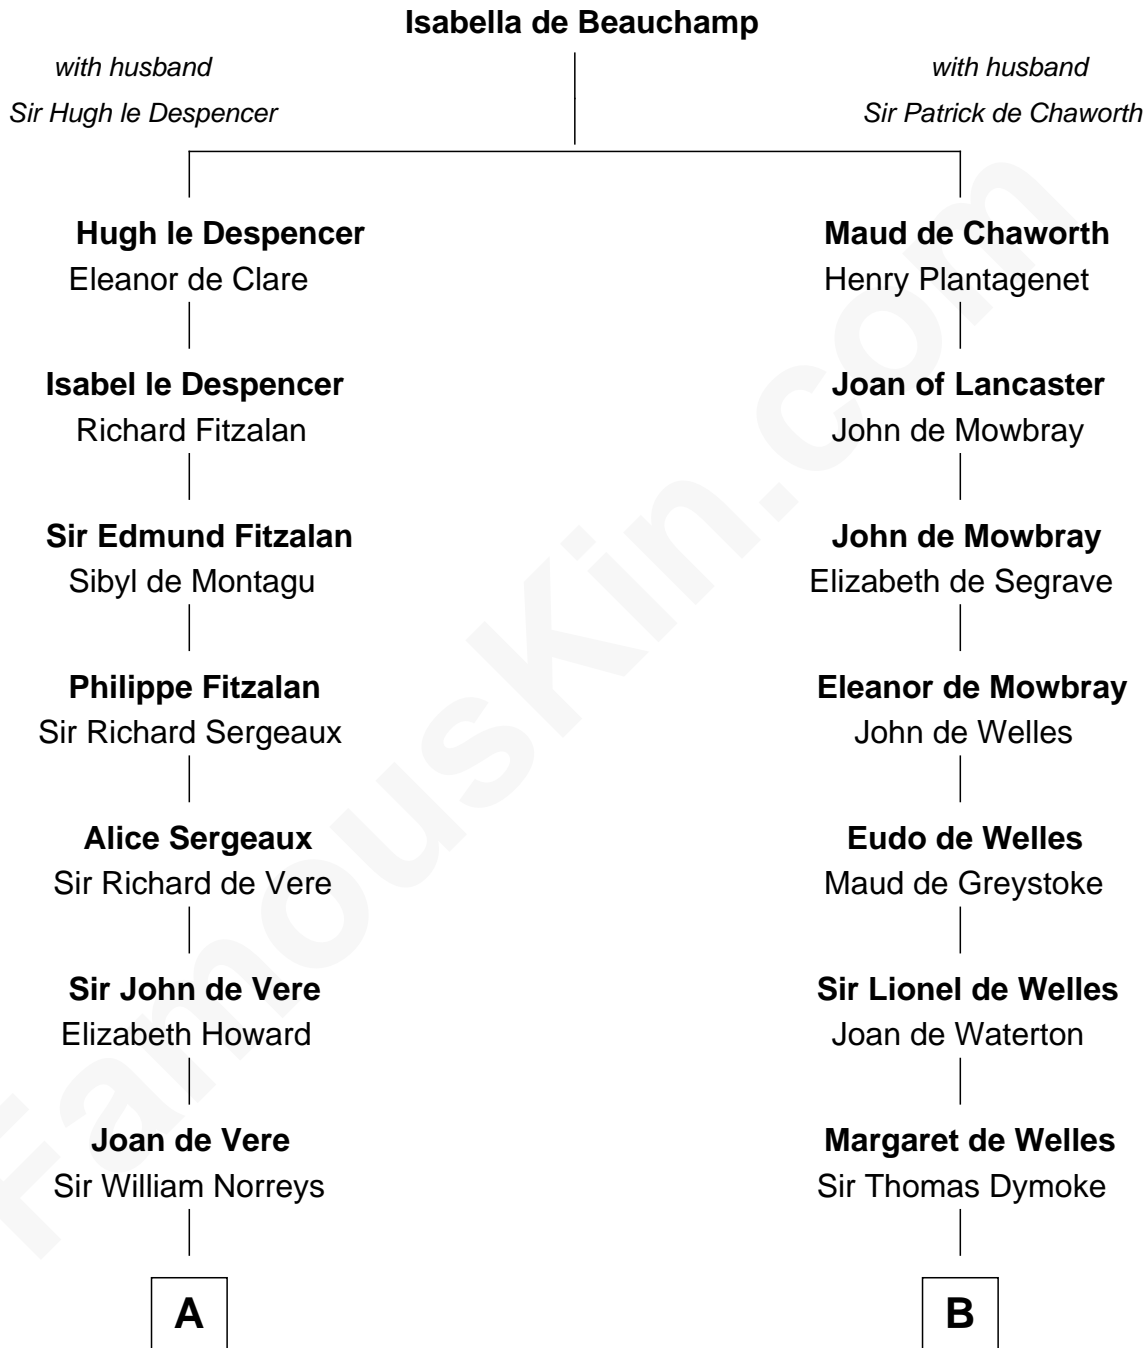 Isabella de Beauchamp
with husband
Sir Hugh le Despencer
with husband
Sir Patrick de Chaworth
Hugh le Despencer
Eleanor de Clare
Isabel le Despencer
Richard Fitzalan
Sir Edmund Fitzalan
Sibyl de Montagu
Philippe Fitzalan
Sir Richard Sergeaux
Alice Sergeaux
Sir Richard de Vere
Sir John de Vere
Elizabeth Howard
Joan de Vere
Sir William Norreys
A
Maud de Chaworth
Henry Plantagenet
Joan of Lancaster
John de Mowbray
John de Mowbray
Elizabeth de Segrave
Eleanor de Mowbray
John de Welles
Eudo de Welles
Maud de Greystoke
Sir Lionel de Welles
Joan de Waterton
Margaret de Welles
Sir Thomas Dymoke
B
FamousKin.com